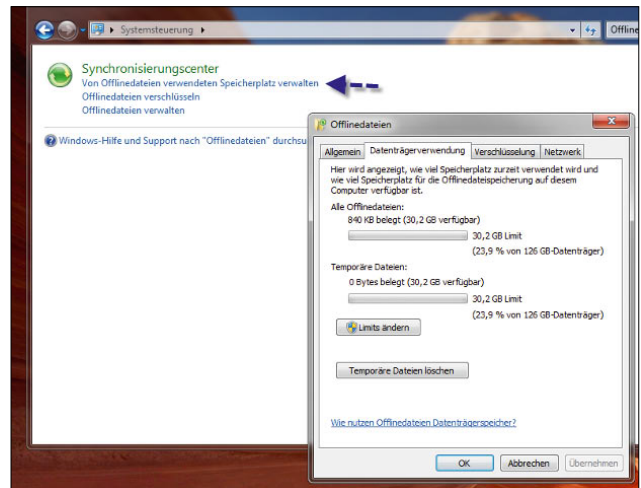 Systemsteuerung
Offline
Synchronisierungscenter
Von Offlinedateien verwendeten Speicherplatz verwalten
Offlinedateien verschlüsseln
Offlinedateien verwalten
Windows-Hilfe und Support nach "Offlinedateien" durchsu
Offlinedateien
Allgemein Datenträgerverwendung Verschlüsselung Netzwerk
Hier wird angezeigt, wie viel Speicherplatz zurzeit verwendet wird und
wie viel Speicherplatz für die Offlinedateispeicherung auf diesem
Computer verfügbar ist.
Alle Offlinedateien:
840 KB belegt (30,2 GB verfügbar)
30,2 GB Limit
(23,9 % von 126 GB-Datenträger)
Temporäre Dateien:
0 Bytes belegt (30,2 GB verfügbar)
30,2 GB Limit
(23,9 % von 126 GB-Datenträger)
Limits ändern
Temporäre Dateien löschen
Wie nutzen Offlinedateien Datenträgerspeicher?
OK Abbrechen Übernehmen